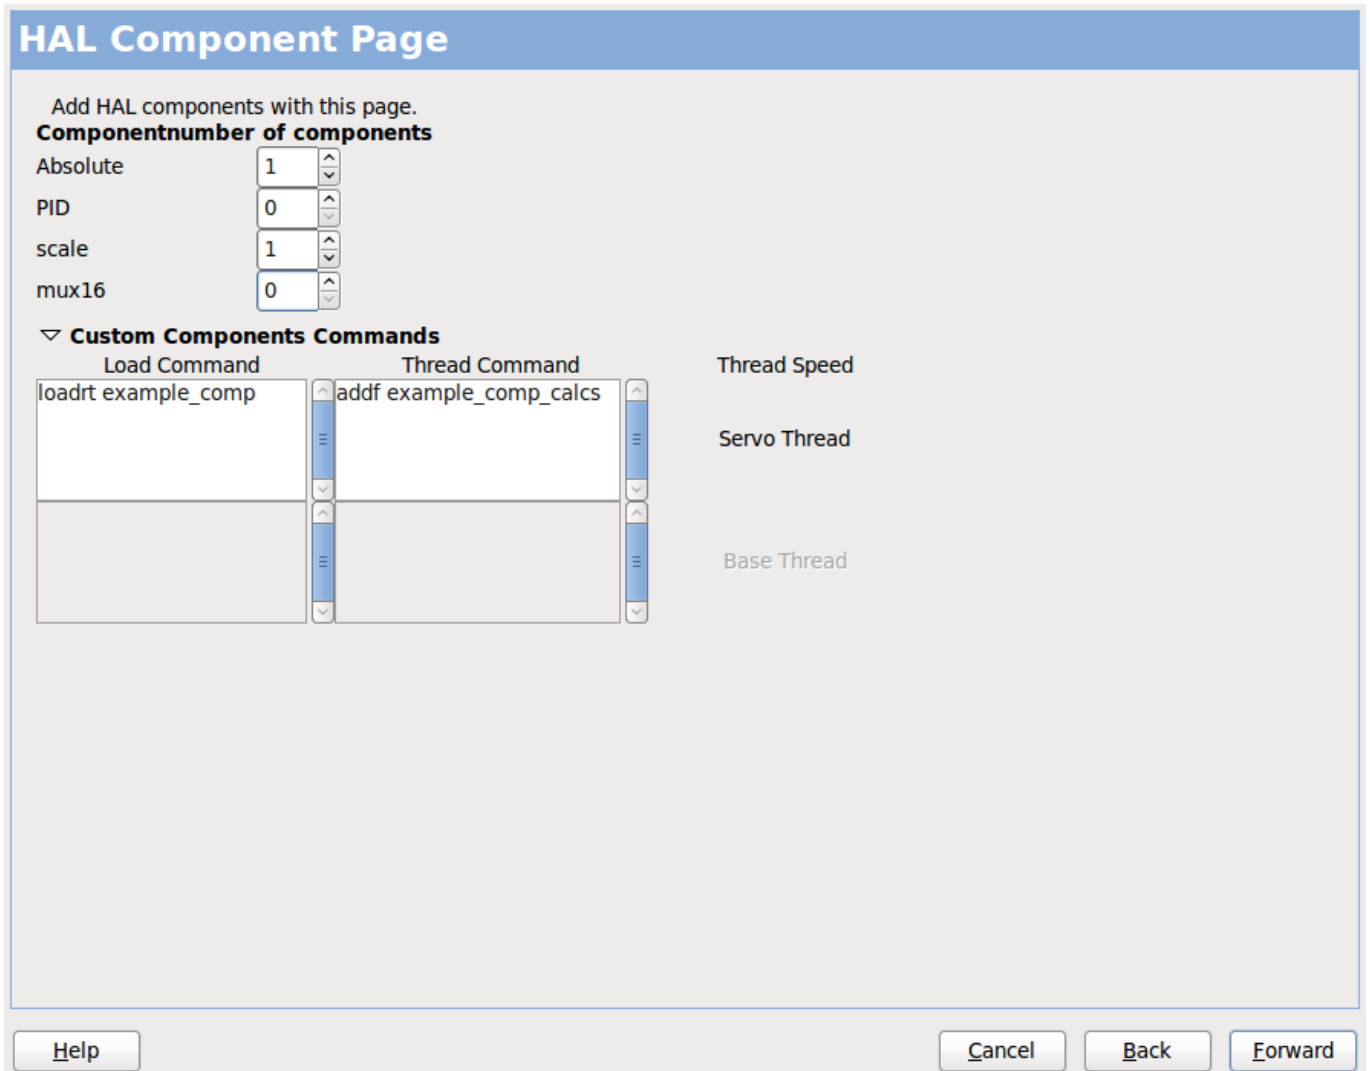 HAL Component Page
Add HAL components with this page.
Componentnumber of components
Absolute 1
PID 0
scale 1
mux16 0
Custom Components Commands
Load Command Thread Command Thread Speed
loadrt example_comp addf example_comp_calcs
Servo Thread
Base Thread
Help Cancel Back Forward